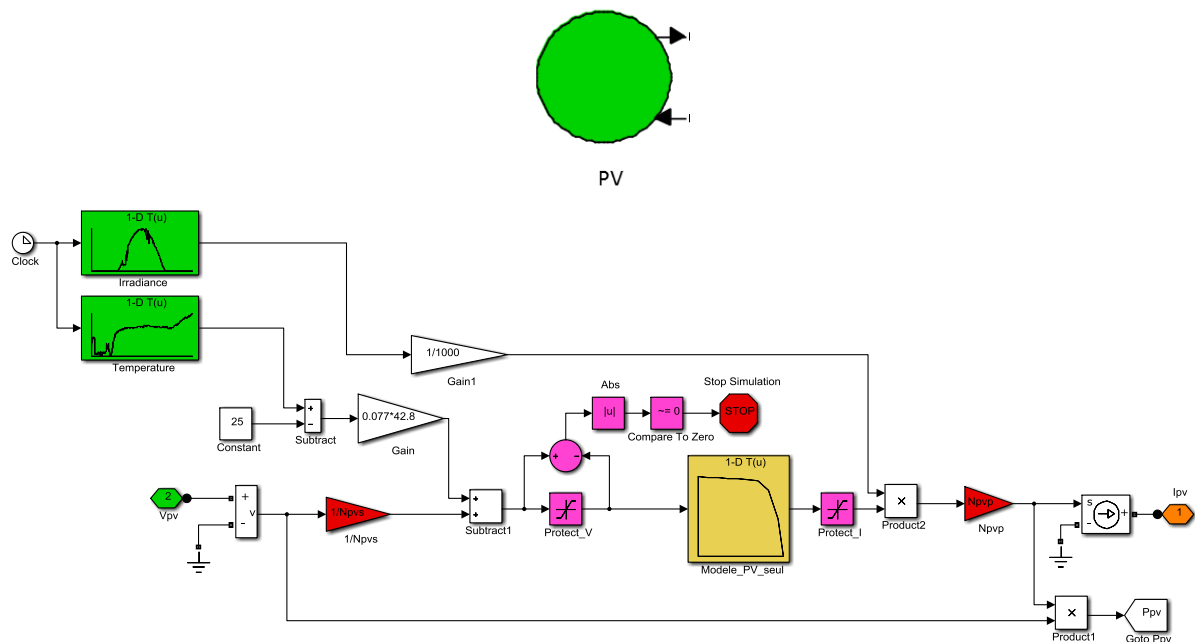 I
I
PV
1-D T(u)
Clock
Irradiance
1-D T(u)
Temperature
1/1000
Gain1
25
Constant
+
−
Subtract
0.077*42.8
Gain
Abs
|u|
~= 0
Compare To Zero
Stop Simulation
STOP
2
Vpv
+
v
-
1/Npvs
1/Npvs
+
+
Subtract1
+
−
Protect_V
1-D T(u)
Modele_PV_seul
Protect_I
×
Product2
Npvp
Npvp
s
-
+
Ipv
1
×
Product1
Ppv
Goto Ppv